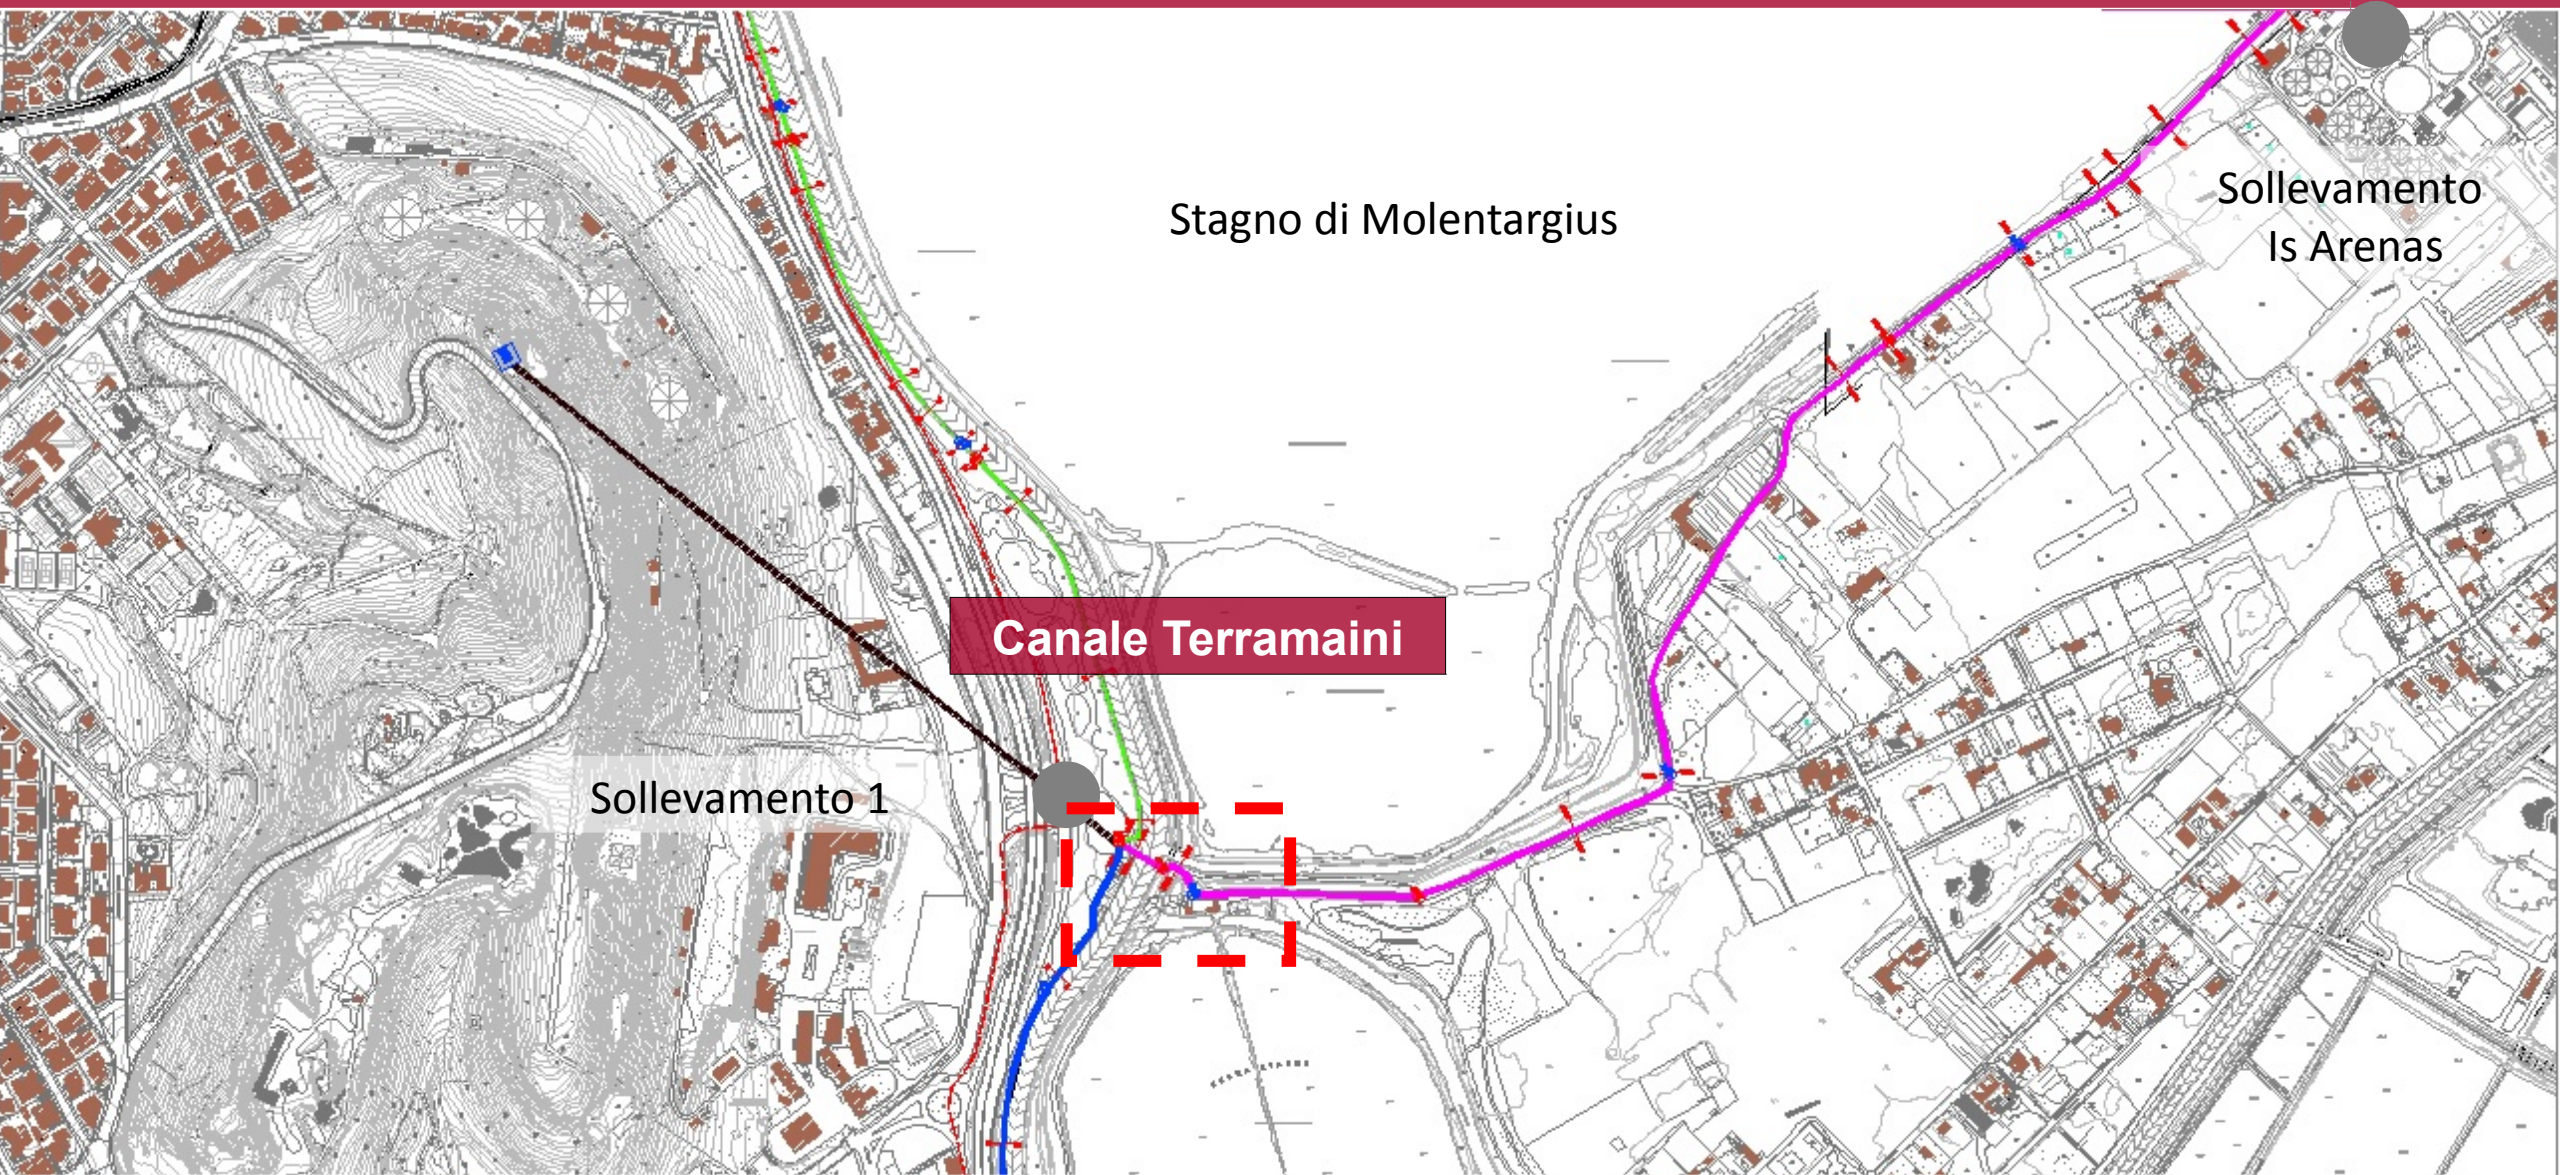 Stagno di Molentargius
Sollevamento
Is Arenas
Canale Terramaini
Sollevamento 1